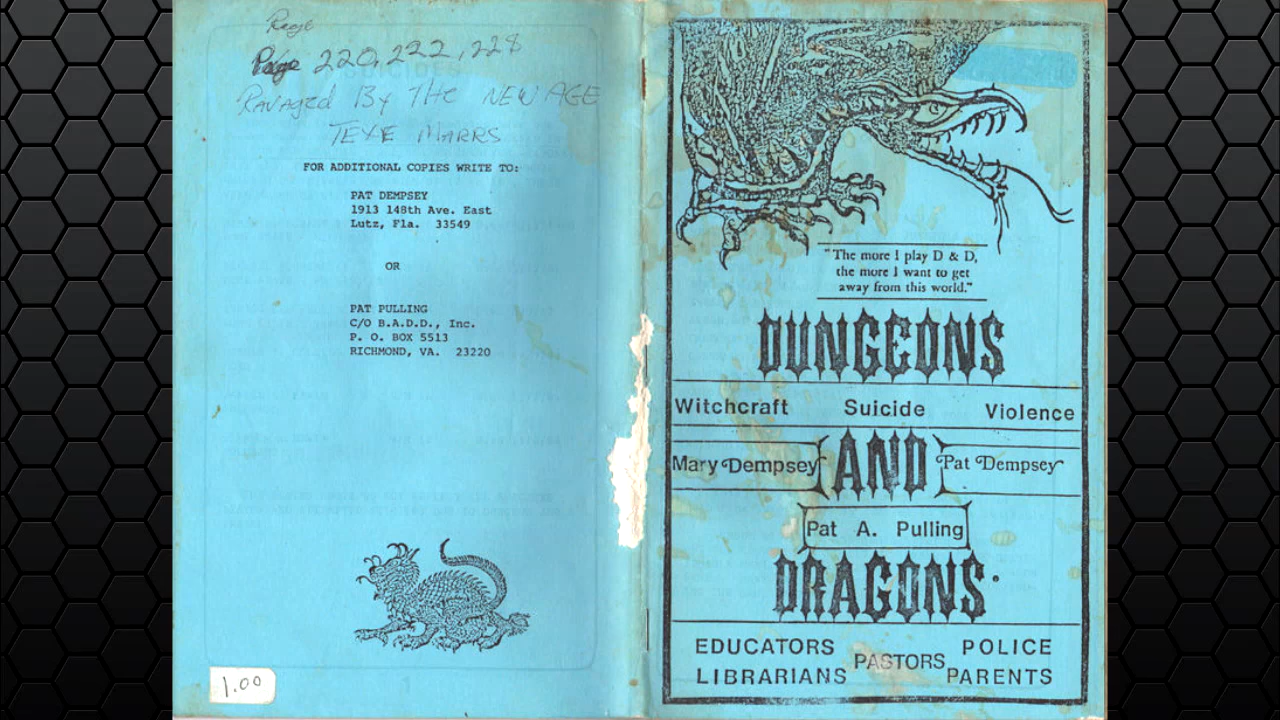 Page
Page 220, 222, 228
Ravaged By The NEW AGE
TEXE MARRS
FOR ADDITIONAL COPIES WRITE TO:
PAT DEMPSEY
1913 148th Ave. East
Lutz, Fla. 33549
OR
PAT PULLING
C/O B.A.D.D., Inc.
P. O. BOX 5513
RICHMOND, VA. 23220
1.00
"The more I play D & D,
the more I want to get
away from this world."
DUNGEONS
Witchcraft Suicide Violence
Mary Dempsey AND Pat Dempsey
Pat A. Pulling
DRAGONS
EDUCATORS POLICE
PASTORS
LIBRARIANS PARENTS